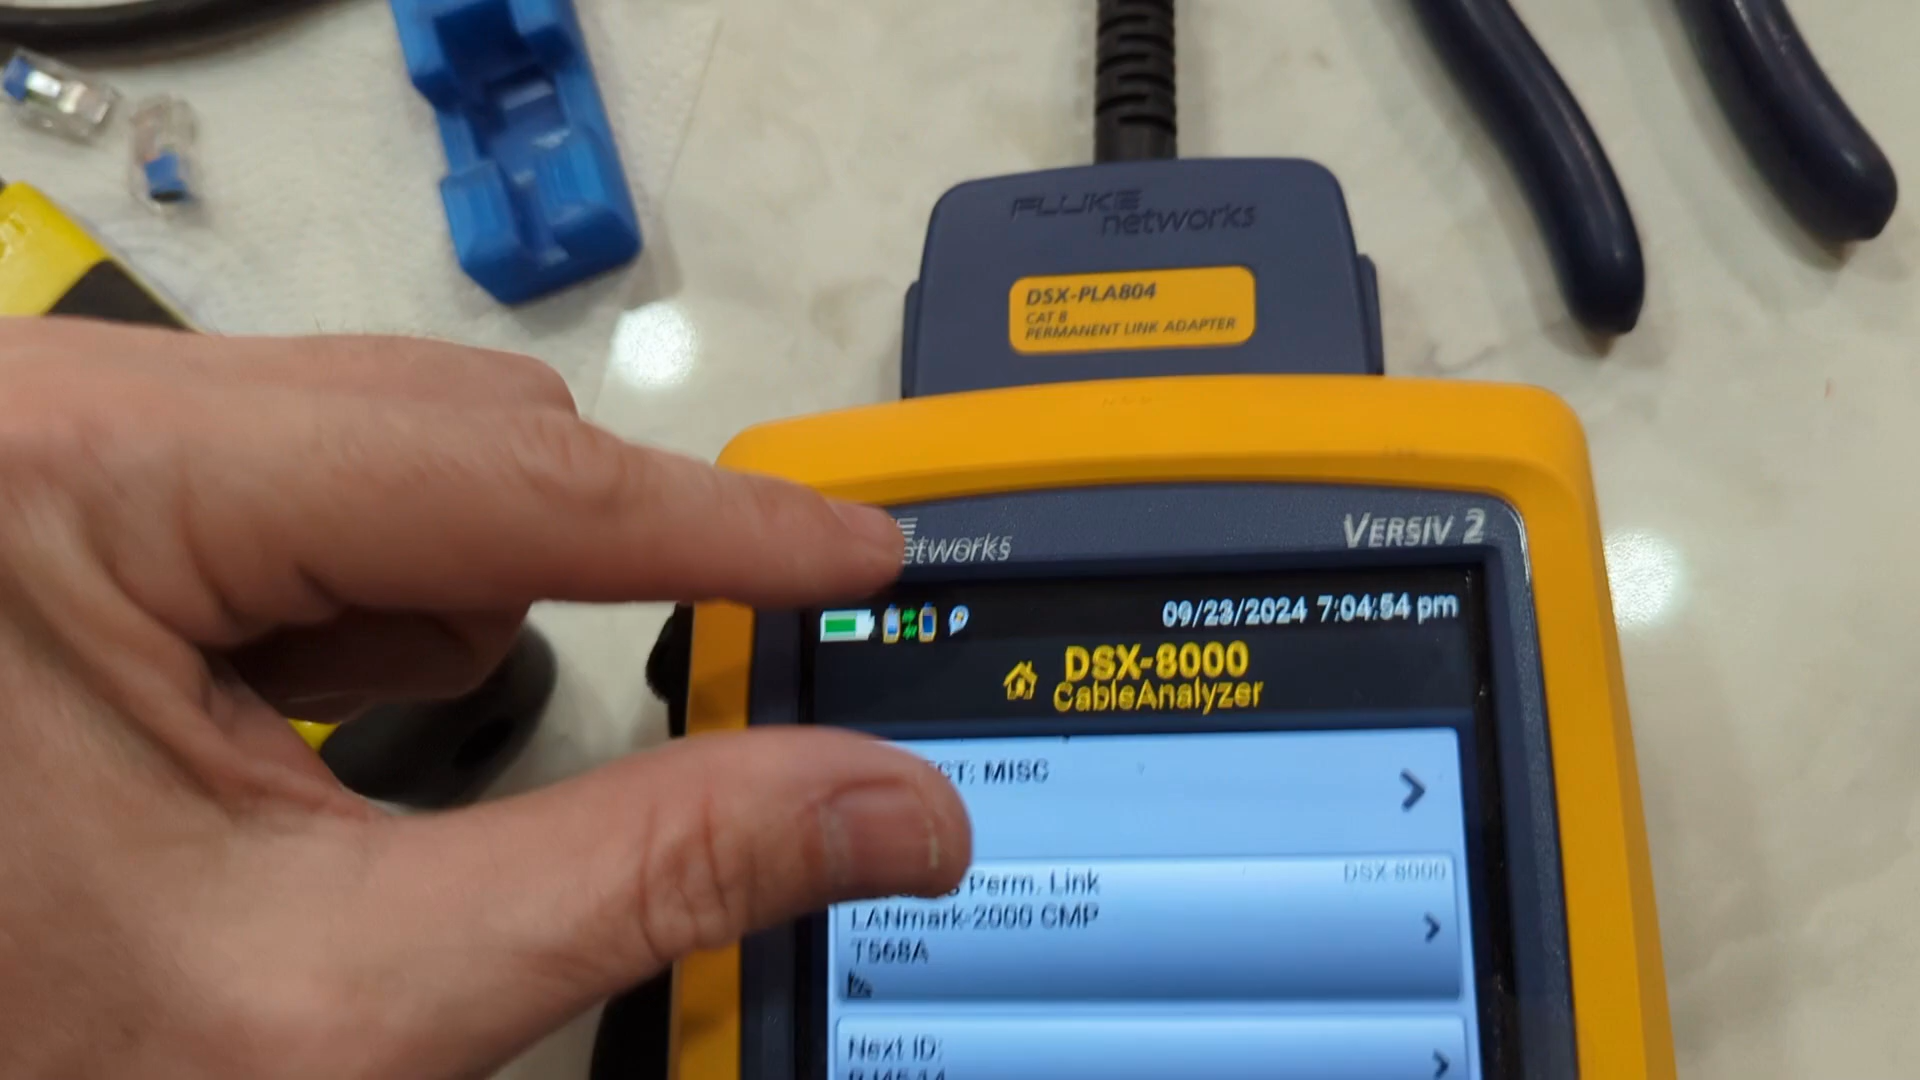 FLUKE
networks
DSX-PLA804
CAT 8
PERMANENT LINK ADAPTER
networks
VERSIV 2
09/23/2024 7:04:54 pm
DSX-8000
CableAnalyzer
MISC
DSX-8000
Perm. Link
LANmark-2000 CMP
T568A
Next ID: